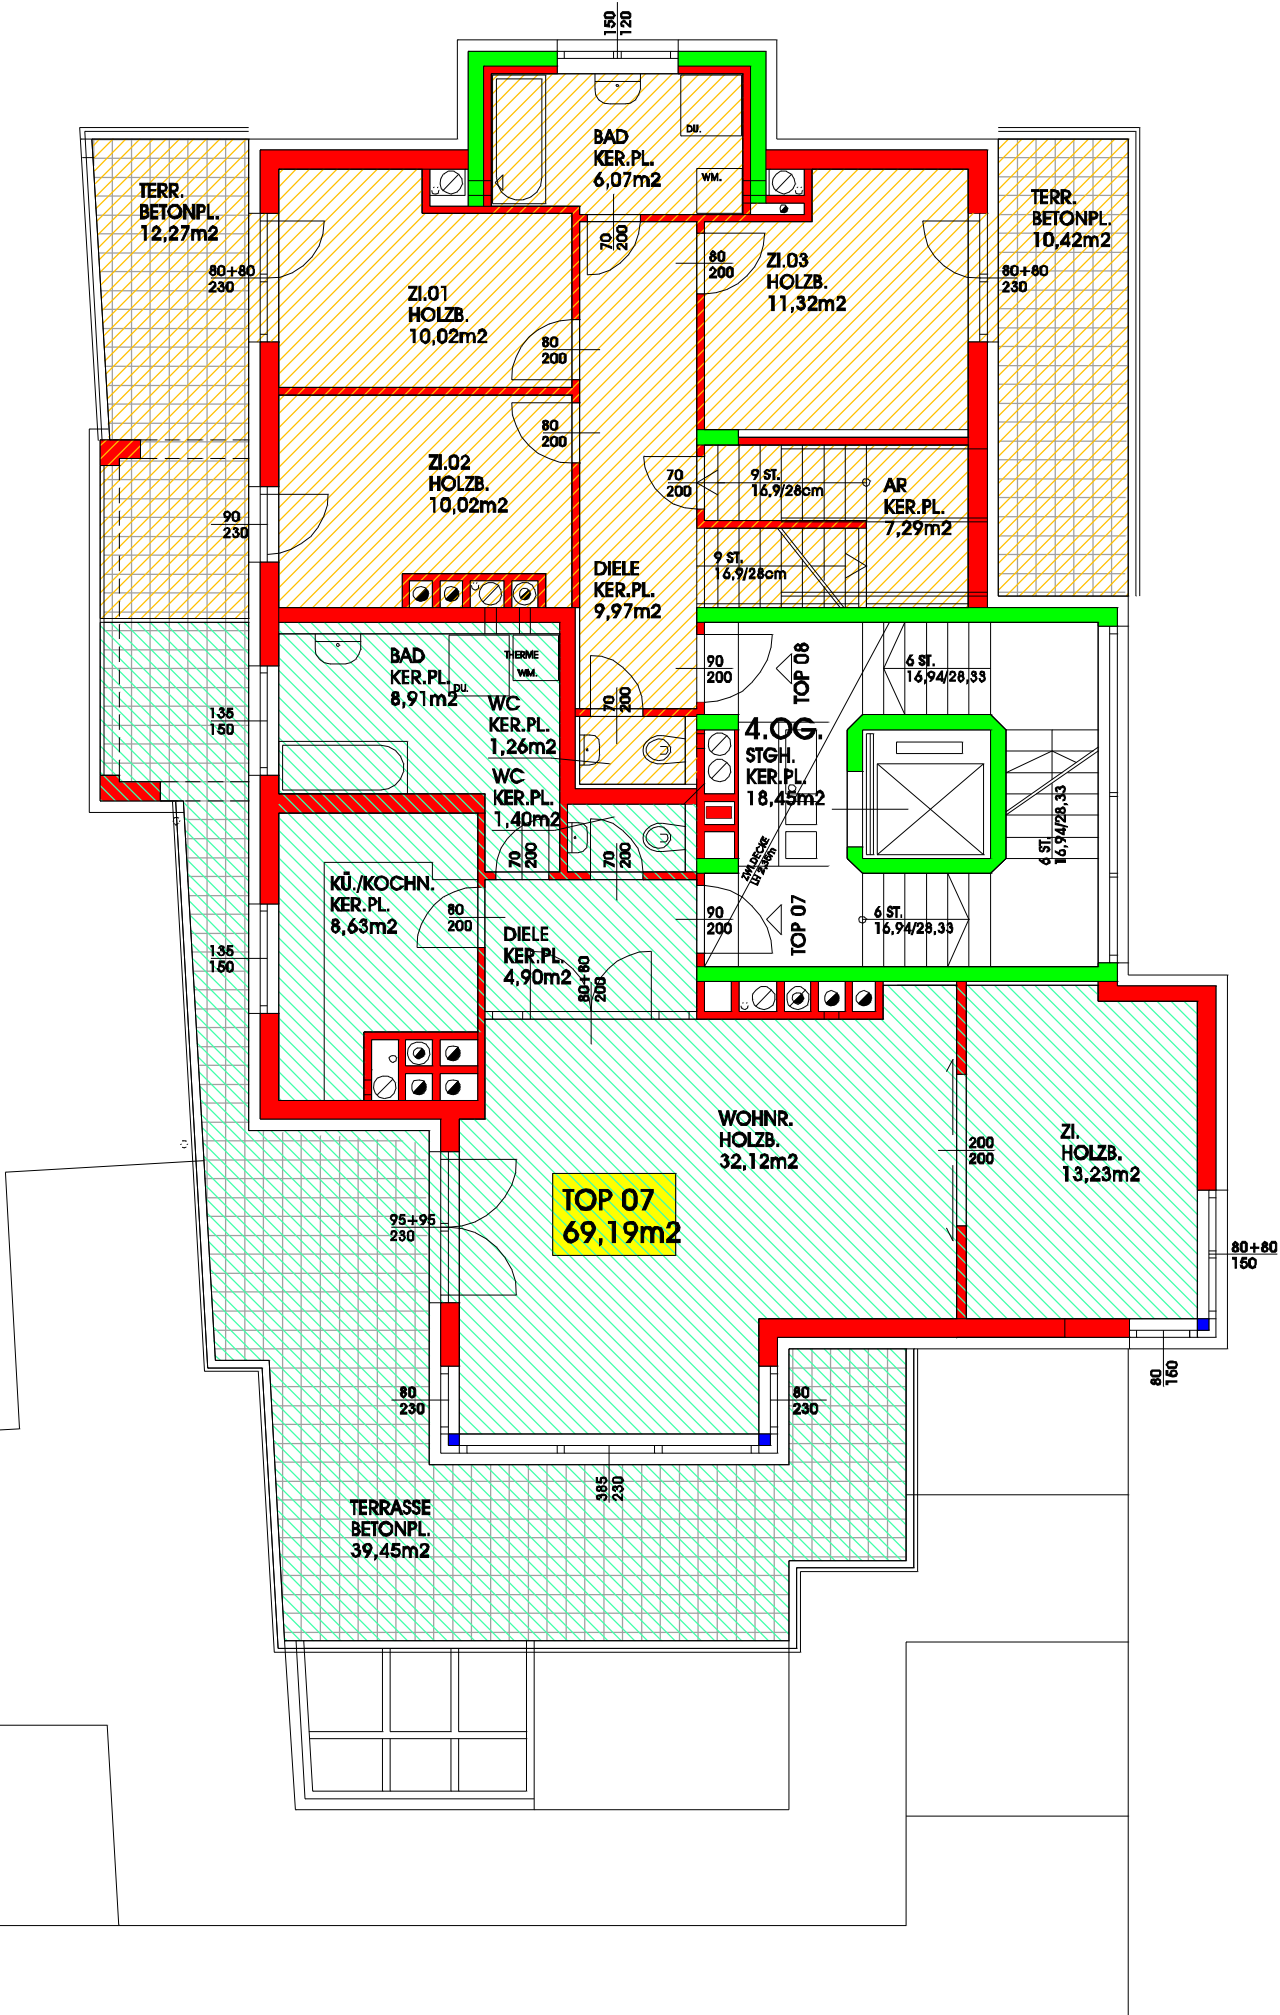 150
120
BAD
KER.PL.
6,07m2
DU.
WM.
TERR.
BETONPL.
12,27m2
TERR.
BETONPL.
10,42m2
80+80
230
70
200
80
200
ZI.03
HOLZB.
11,32m2
80+80
230
ZI.01
HOLZB.
10,02m2
80
200
80
200
ZI.02
HOLZB.
10,02m2
70
200
9 ST.
16,9/28cm
AR
KER.PL.
7,29m2
90
230
DIELE
KER.PL.
9,97m2
9 ST.
16,9/28cm
BAD
KER.PL.
8,91m2
DU.
THERME
WM.
90
200
TOP 08
6 ST.
16,94/28,33
135
150
WC
KER.PL.
1,26m2
70
200
4.OG.
STGH.
KER.PL.
18,45m2
WC
KER.PL.
1,40m2
6 ST.
16,94/28,33
70
200
70
200
ZWI.DECKE
LH 2,35m
KÜ./KOCHN.
KER.PL.
8,63m2
80
200
90
200
TOP 07
6 ST.
16,94/28,33
DIELE
KER.PL.
4,90m2
80+80
200
135
150
WOHNR.
HOLZB.
32,12m2
200
200
ZI.
HOLZB.
13,23m2
TOP 07
69,19m2
95+95
230
80+80
150
80
230
80
230
80
150
385
230
TERRASSE
BETONPL.
39,45m2